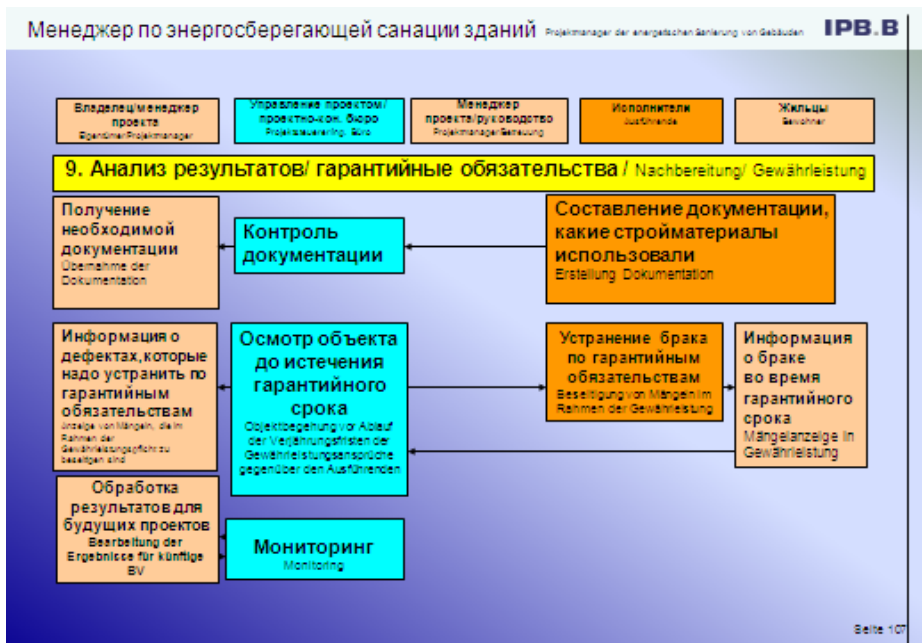 Менеджер по энергосберегающей санации зданий Projektmanager der energetischen Sanierung von Gebäuden IPB.B
Владелец/менеджер
проекта
Eigentümer Projektmanager
Управление проектом/
проектно-кон. бюро
Projektsteuerering. Büro
Менеджер
проекта/руководство
Projektmanager Betreuung
Исполнители
Ausführende
Жильцы
Bewohner
9. Анализ результатов/ гарантийные обязательства / Nachbereitung/ Gewährleistung
Получение
необходимой
документации
Übernahme der
Dokumentation
Контроль
документации
Составление документации,
какие стройматериалы
использовали
Erstellung Dokumentation
Информация о
дефектах, которые
надо устранить по
гарантийным
обязательствам
Anzeige von Mängeln, die im
Rahmen der
Gewährleistungspflicht zu
beseitigen sind
Осмотр объекта
до истечения
гарантийного
срока
Objektbegehung vor Ablauf
der Verjährungsfristen der
Gewährleistungsansprüche
gegenüber den Ausführenden
Устранение брака
по гарантийным
обязательствам
Beseitigung von Mängeln im
Rahmen der Gewährleistung
Информация
о браке
во время
гарантийного
срока
Mängelanzeige in
Gewährleistung
Обработка
результатов для
будущих проектов
Bearbeitung der
Ergebnisse für künftige
BV
Мониторинг
Monitoring
Seite 107